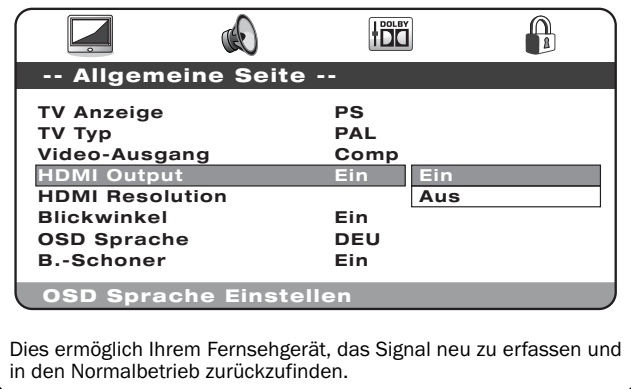 DOLBY
-- Allgemeine Seite --
TV Anzeige PS
TV Typ PAL
Video-Ausgang Comp
HDMI Output Ein Ein
HDMI Resolution Aus
Blickwinkel Ein
OSD Sprache DEU
B.-Schoner Ein
OSD Sprache Einstellen
Dies ermöglich Ihrem Fernsehgerät, das Signal neu zu erfassen und
in den Normalbetrieb zurückzufinden.